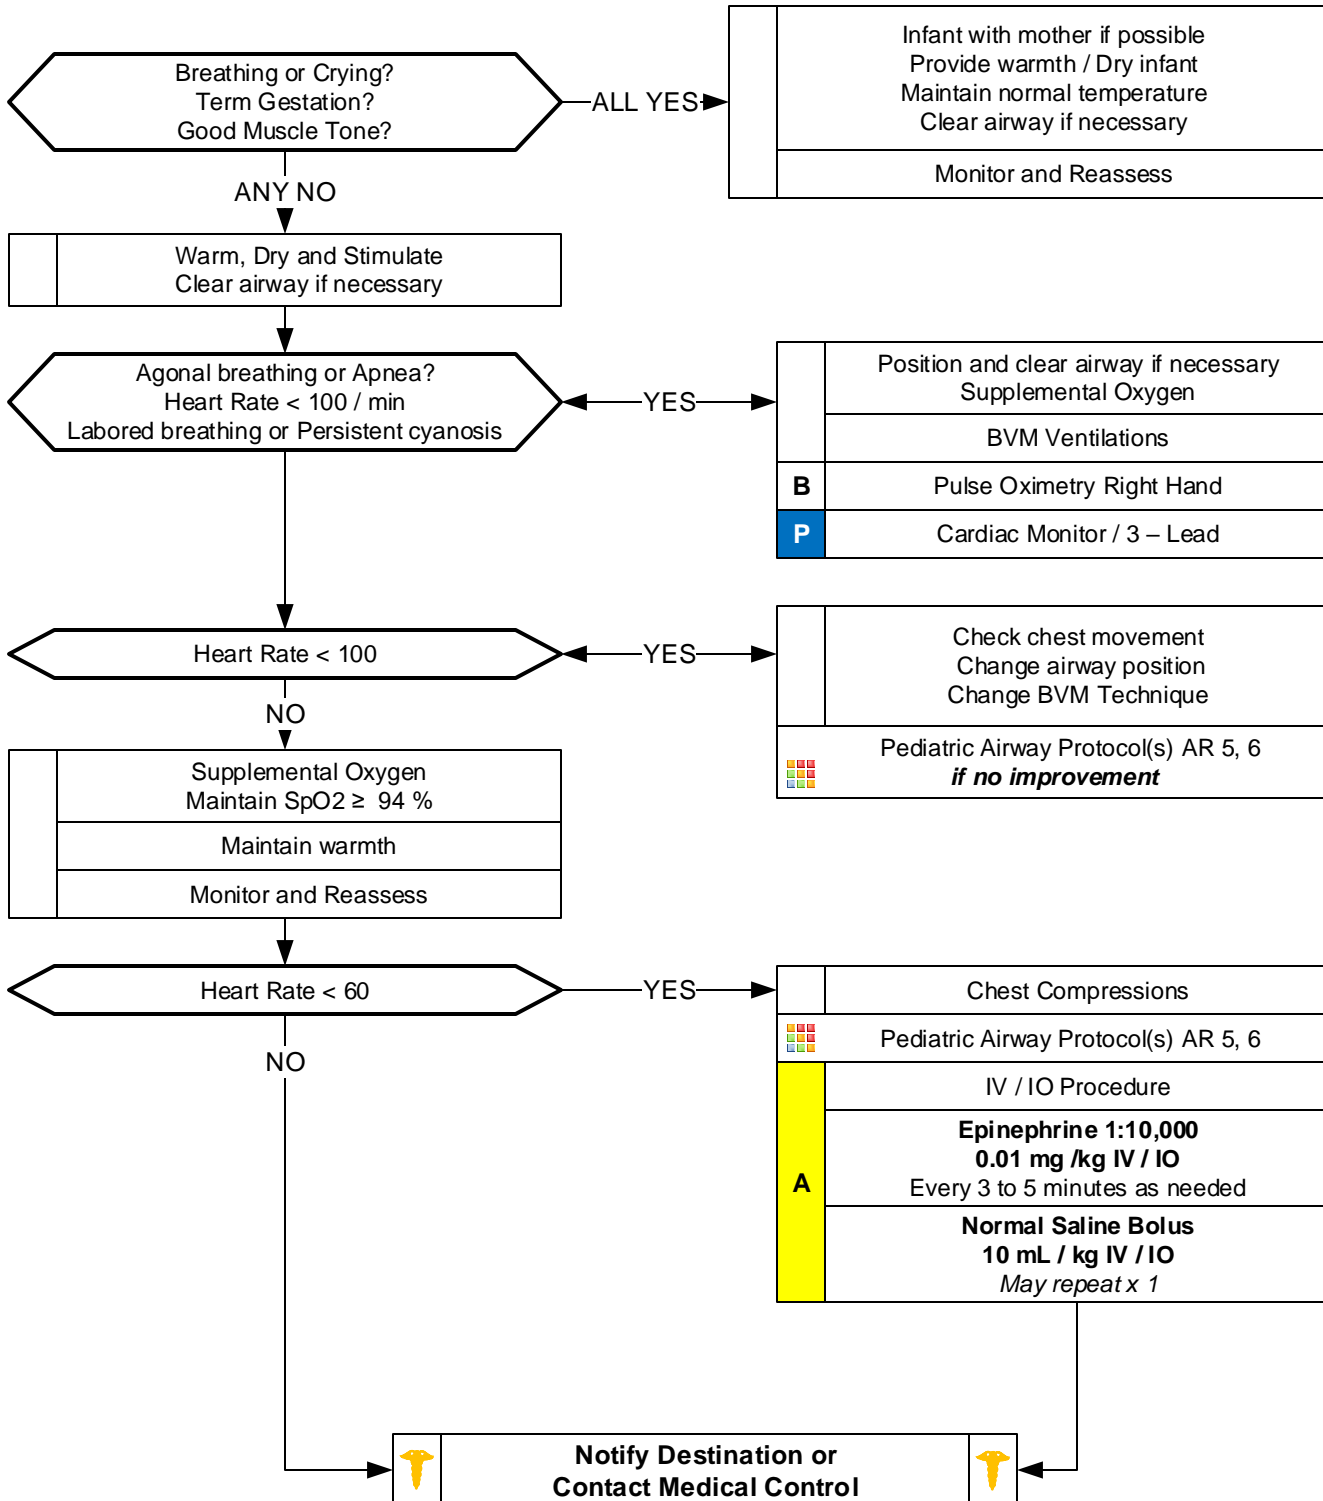 Breathing or Crying?
Term Gestation?
Good Muscle Tone?
ALL YES
Infant with mother if possible
Provide warmth / Dry infant
Maintain normal temperature
Clear airway if necessary
Monitor and Reassess
ANY NO
Warm, Dry and Stimulate
Clear airway if necessary
Agonal breathing or Apnea?
Heart Rate < 100 / min
Labored breathing or Persistent cyanosis
YES
Position and clear airway if necessary
Supplemental Oxygen
BVM Ventilations
B
Pulse Oximetry Right Hand
P
Cardiac Monitor / 3 – Lead
Heart Rate < 100
YES
Check chest movement
Change airway position
Change BVM Technique
Pediatric Airway Protocol(s) AR 5, 6
if no improvement
NO
Supplemental Oxygen
Maintain SpO2 ≥ 94 %
Maintain warmth
Monitor and Reassess
Heart Rate < 60
YES
Chest Compressions
Pediatric Airway Protocol(s) AR 5, 6
A
IV / IO Procedure
Epinephrine 1:10,000
0.01 mg /kg IV / IO
Every 3 to 5 minutes as needed
Normal Saline Bolus
10 mL / kg IV / IO
May repeat x 1
NO
Notify Destination or
Contact Medical Control